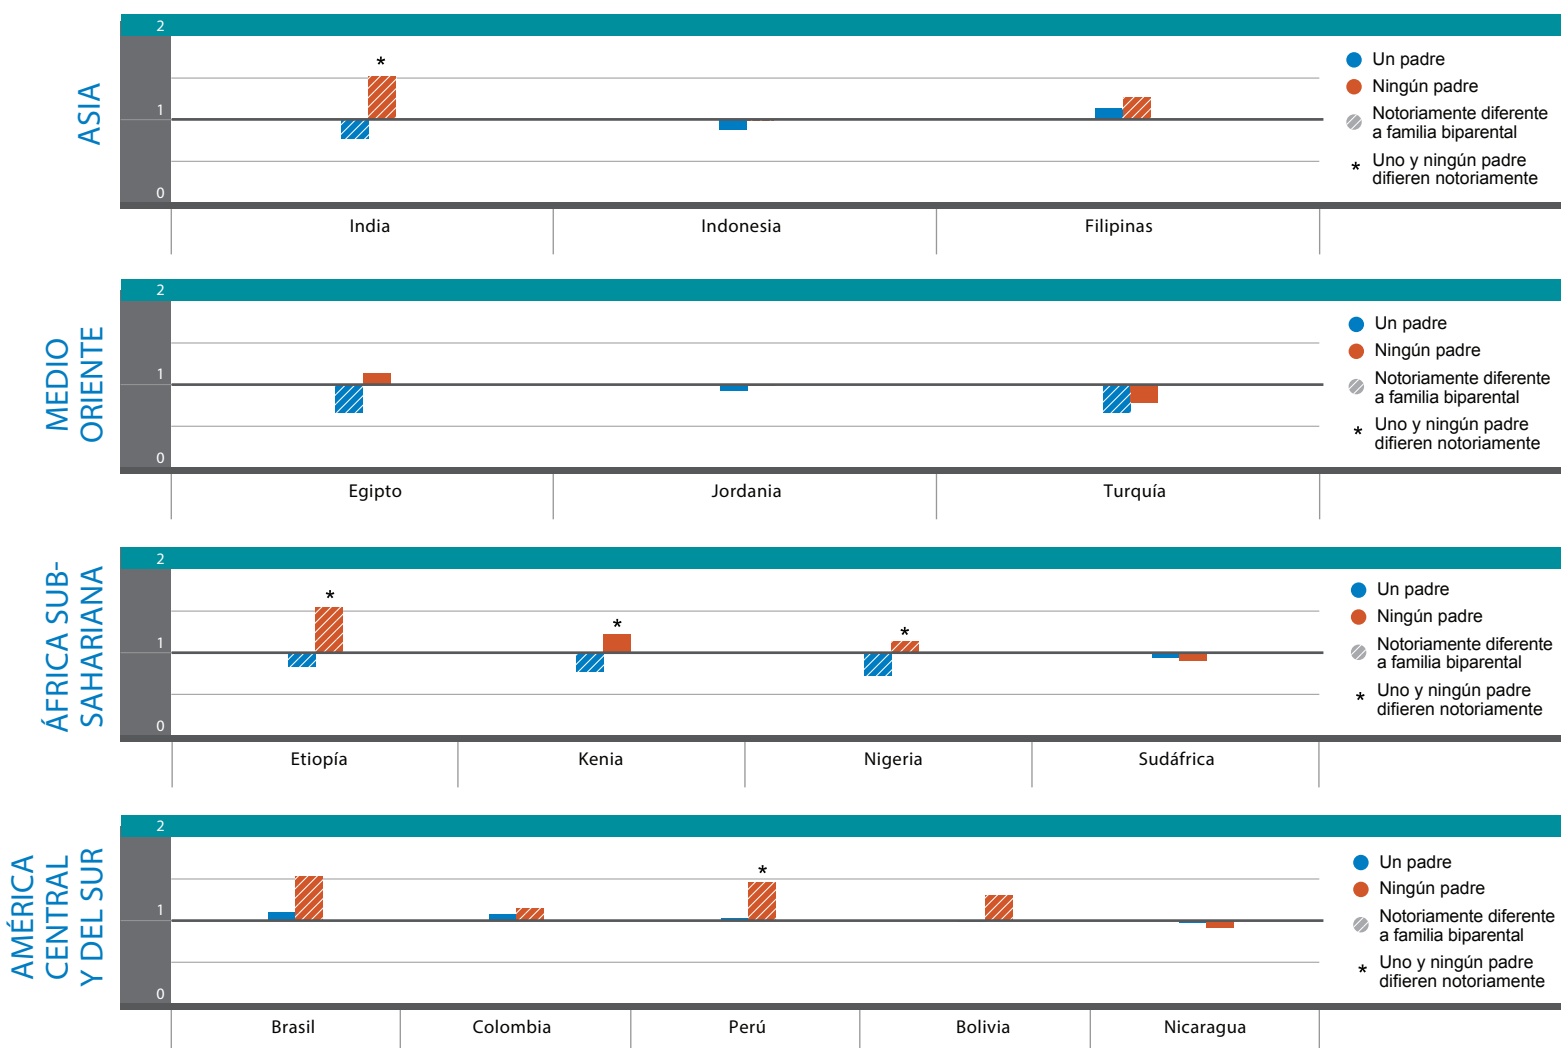 ASIA
2
1
0
*
Un padre
Ningún padre
Notoriamente diferente
a familia biparental
* Uno y ningún padre
difieren notoriamente
India
Indonesia
Filipinas
MEDIO
ORIENTE
2
1
0
Un padre
Ningún padre
Notoriamente diferente
a familia biparental
* Uno y ningún padre
difieren notoriamente
Egipto
Jordania
Turquía
ÁFRICA SUB-
SAHARIANA
2
1
0
*
*
*
Un padre
Ningún padre
Notoriamente diferente
a familia biparental
* Uno y ningún padre
difieren notoriamente
Etiopía
Kenia
Nigeria
Sudáfrica
AMÉRICA
CENTRAL
Y DEL SUR
2
1
0
*
Un padre
Ningún padre
Notoriamente diferente
a familia biparental
* Uno y ningún padre
difieren notoriamente
Brasil
Colombia
Perú
Bolivia
Nicaragua